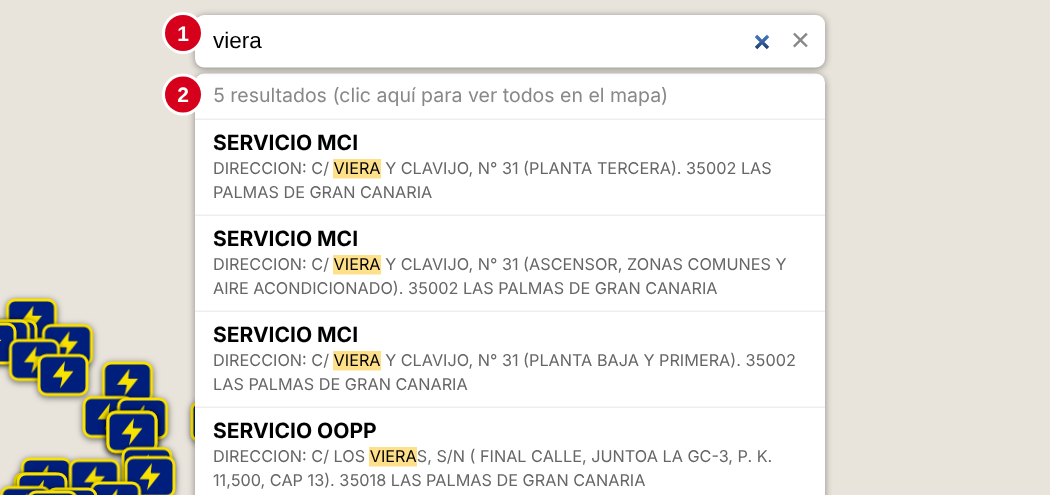 1
viera
2
5 resultados (clic aquí para ver todos en el mapa)
SERVICIO MCI
DIRECCION: C/ VIERA Y CLAVIJO, Nº 31 (PLANTA TERCERA). 35002 LAS
PALMAS DE GRAN CANARIA
SERVICIO MCI
DIRECCION: C/ VIERA Y CLAVIJO, Nº 31 (ASCENSOR, ZONAS COMUNES Y
AIRE ACONDICIONADO). 35002 LAS PALMAS DE GRAN CANARIA
SERVICIO MCI
DIRECCION: C/ VIERA Y CLAVIJO, Nº 31 (PLANTA BAJA Y PRIMERA). 35002
LAS PALMAS DE GRAN CANARIA
SERVICIO OOPP
DIRECCION: C/ LOS VIERAS, S/N ( FINAL CALLE, JUNTOA LA GC-3, P. K.
11,500, CAP 13). 35018 LAS PALMAS DE GRAN CANARIA